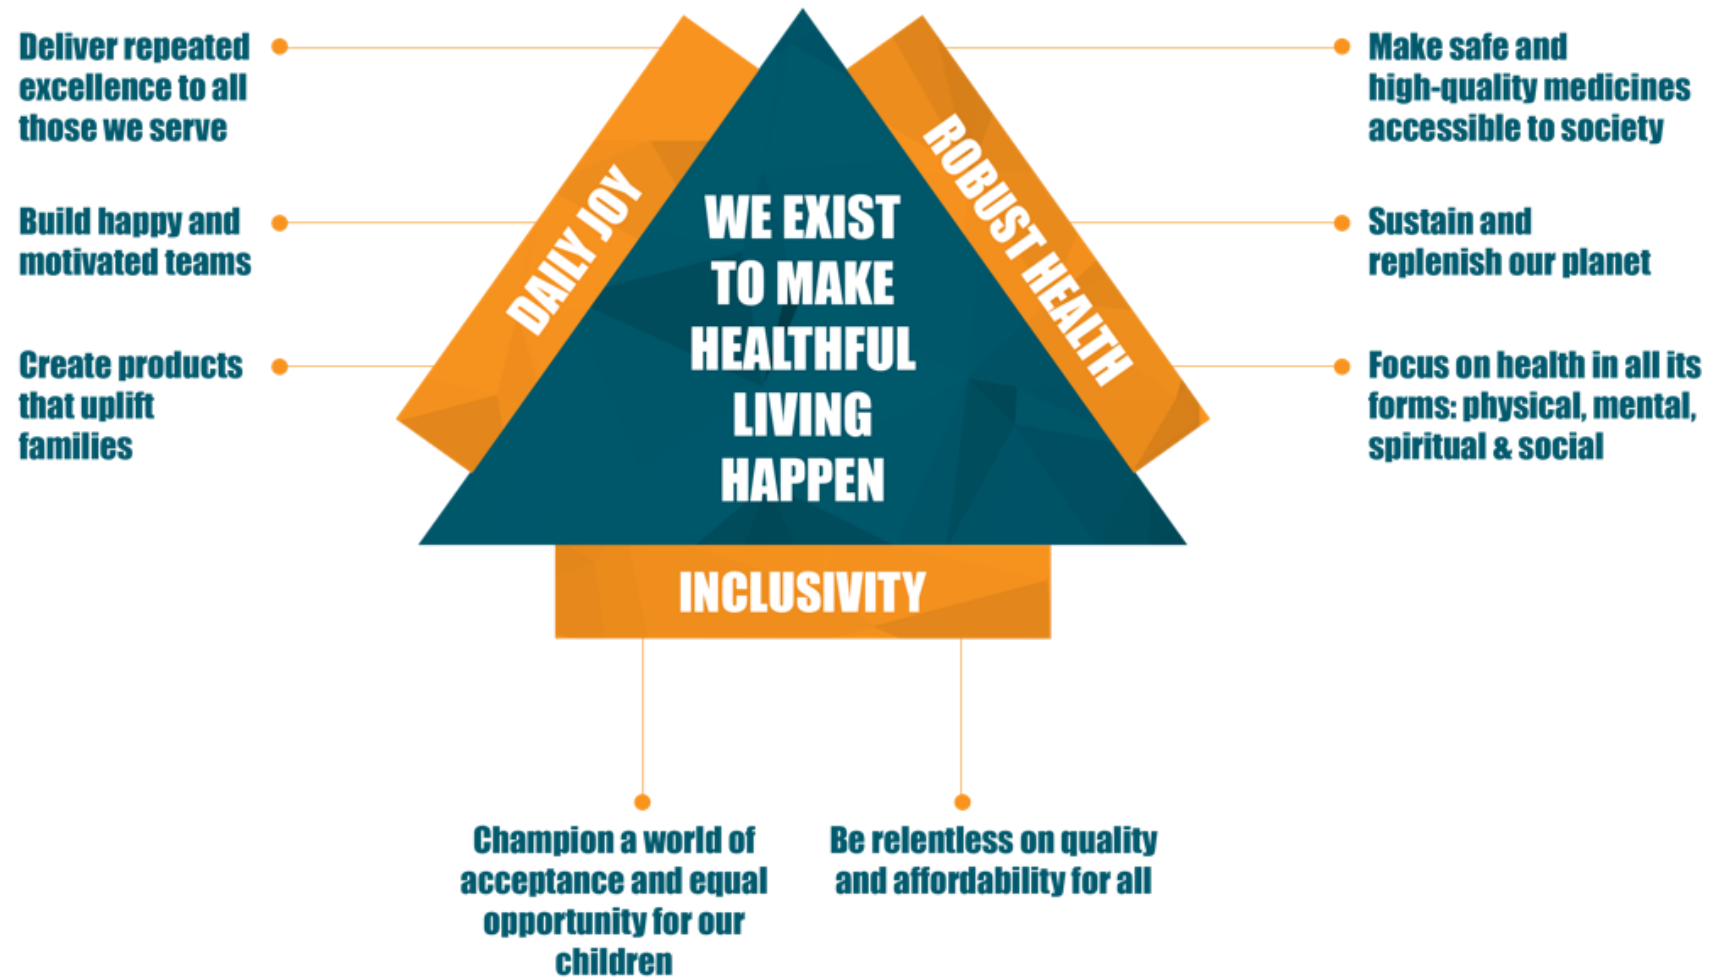 Deliver repeated
excellence to all
those we serve
Build happy and
motivated teams
Create products
that uplift
families
DAILY JOY
WE EXIST
TO MAKE
HEALTHFUL
LIVING
HAPPEN
ROBUST HEALTH
Make safe and
high-quality medicines
accessible to society
Sustain and
replenish our planet
Focus on health in all its
forms: physical, mental,
spiritual & social
INCLUSIVITY
Champion a world of
acceptance and equal
opportunity for our
children
Be relentless on quality
and affordability for all